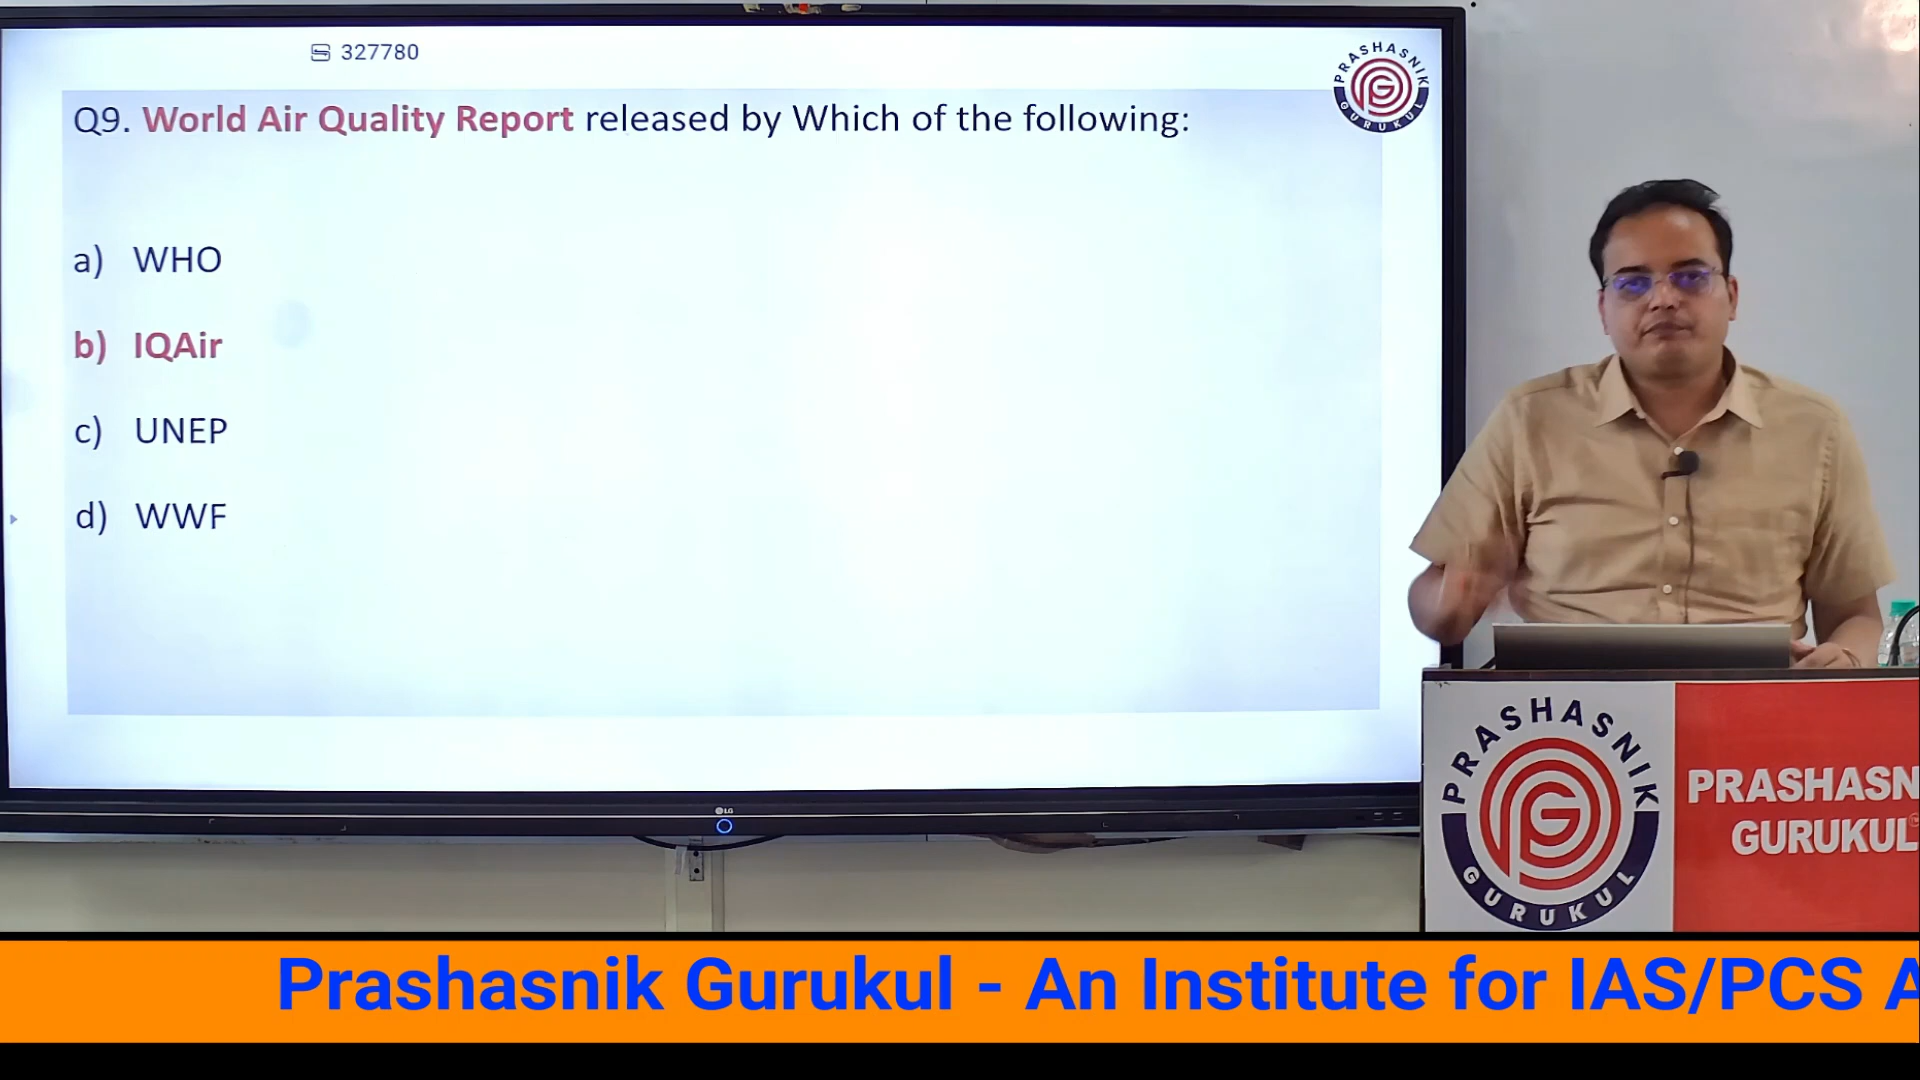 327780
PRASHASNIK
GURUKUL
Q9. World Air Quality Report released by Which of the following:
a) WHO
b) IQAir
c) UNEP
d) WWF
LG
PRASHASNIK
GURUKUL
PRASHASN
GURUKUL
Prashasnik Gurukul - An Institute for IAS/PCS A